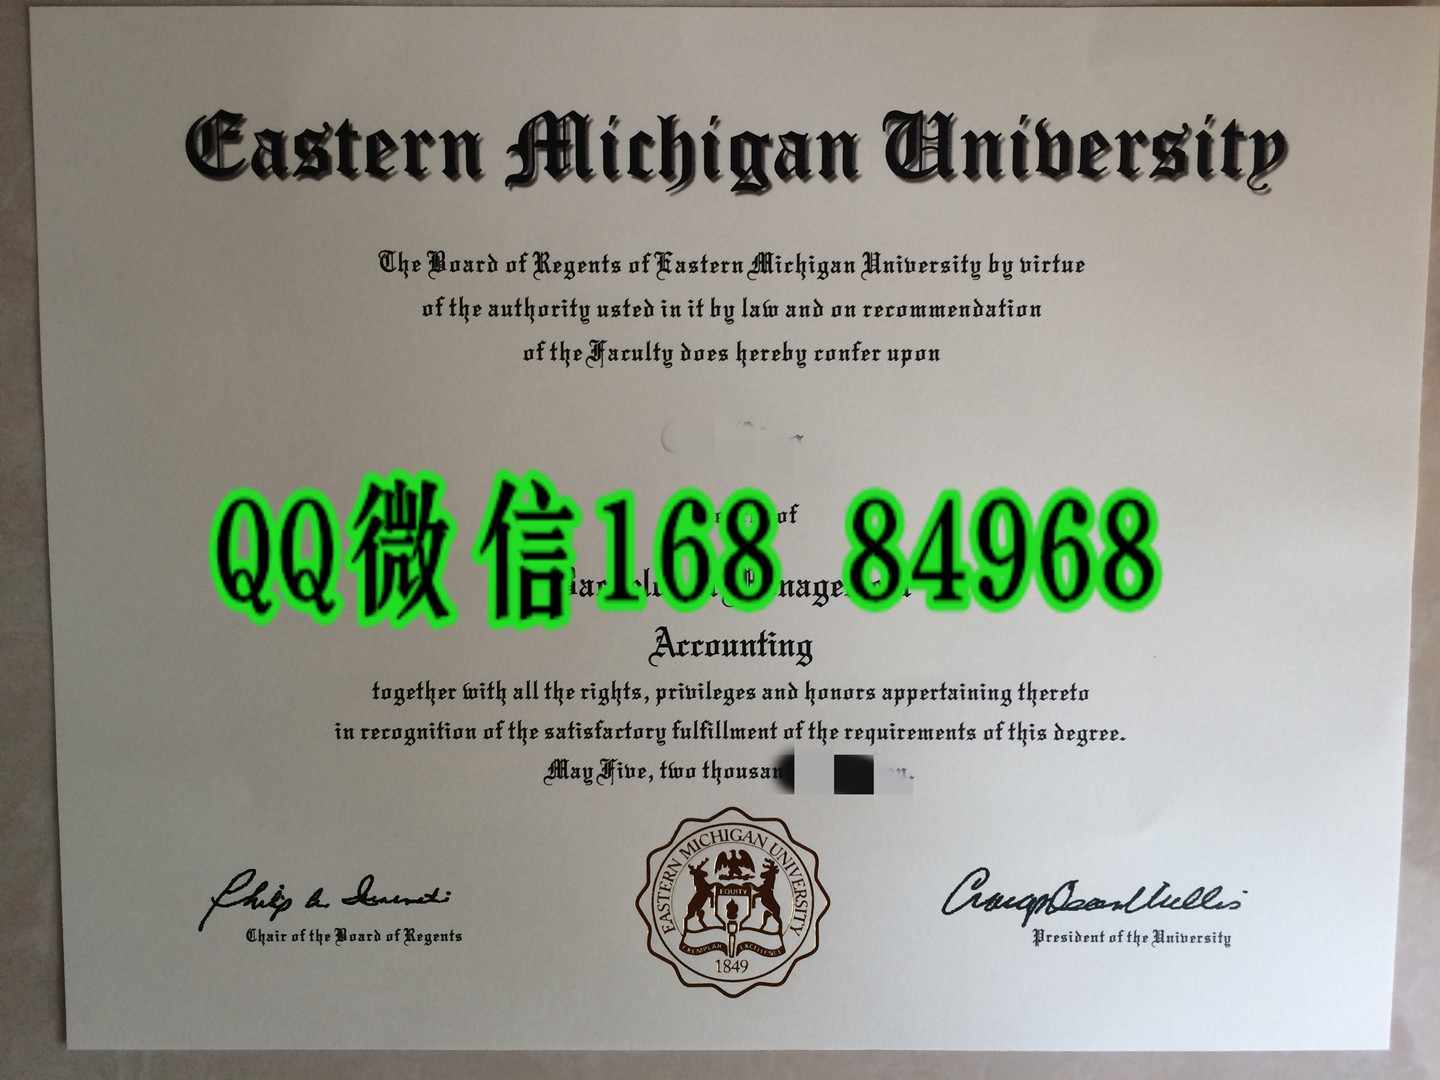 Eastern Michigan University
The Board of Regents of Eastern Michigan University by virtue
of the authority usted in it by law and on recommendation
of the Faculty does hereby confer upon
of
QQ微信168 84968
Accounting
together with all the rights, privileges and honors appertaining thereto
in recognition of the satisfactory fulfillment of the requirements of this degree.
May Five, two thousan
EASTERN MICHIGAN UNIVERSITY
EQUITY
EXEMPLAR EXCELLENCE
1849
Chair of the Board of Regents
President of the University